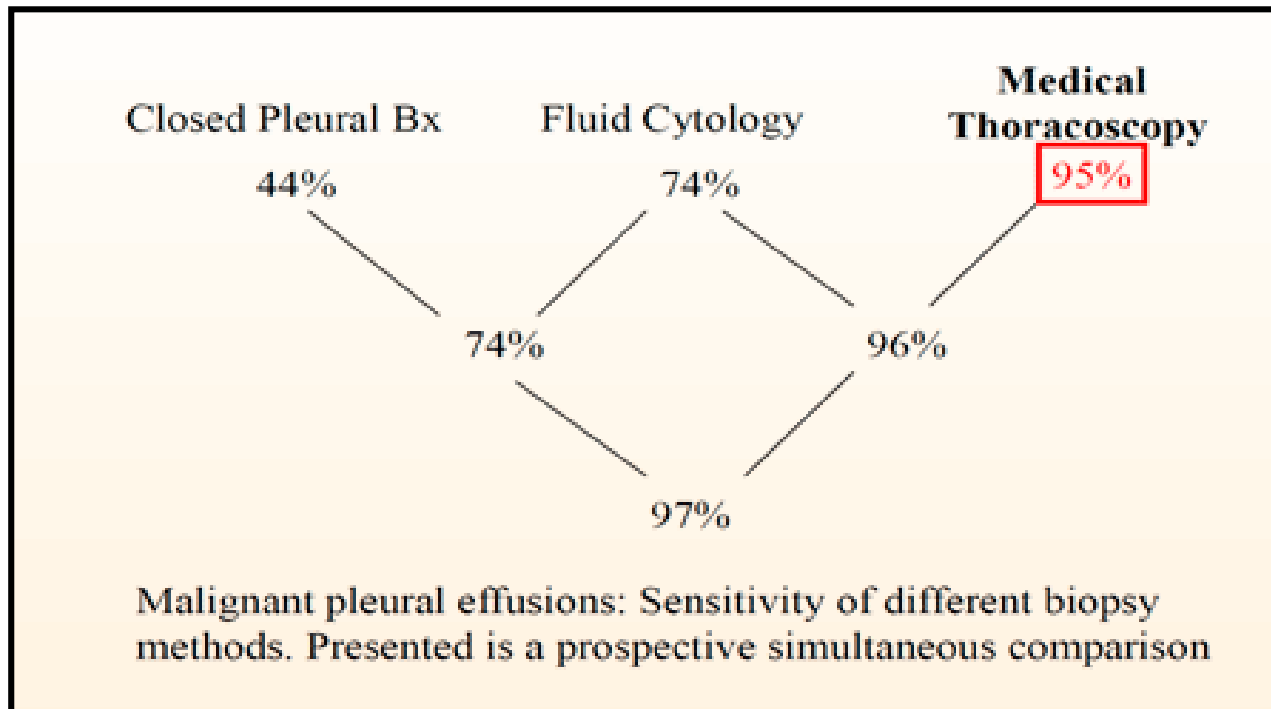 Medical
Closed Pleural Bx Fluid Cytology Thoracoscopy
44% 74% 95%
74% 96%
97%
Malignant pleural effusions: Sensitivity of different biopsy
methods. Presented is a prospective simultaneous comparison